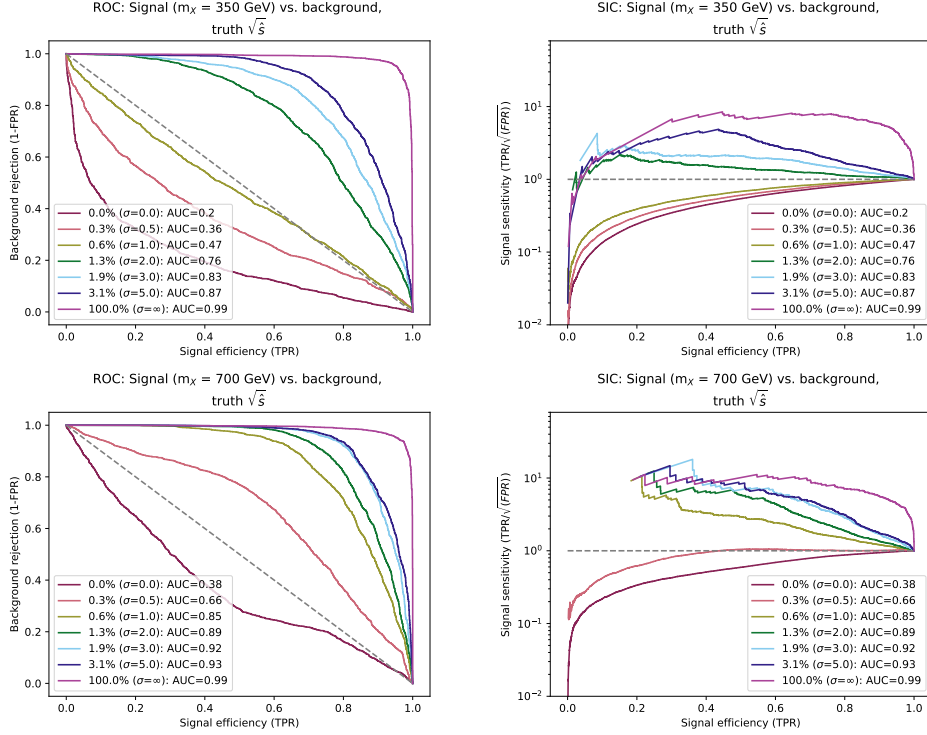 ROC: Signal (mX = 350 GeV) vs. background,
truth √ŝ
Background rejection (1-FPR)
1.0
0.8
0.6
0.4
0.2
0.0
0.0% (σ=0.0): AUC=0.2
0.3% (σ=0.5): AUC=0.36
0.6% (σ=1.0): AUC=0.47
1.3% (σ=2.0): AUC=0.76
1.9% (σ=3.0): AUC=0.83
3.1% (σ=5.0): AUC=0.87
100.0% (σ=∞): AUC=0.99
0.0 0.2 0.4 0.6 0.8 1.0
Signal efficiency (TPR)
SIC: Signal (mX = 350 GeV) vs. background,
truth √ŝ
Signal sensitivity (TPR/√(FPR))
10¹
10⁰
10⁻¹
10⁻²
0.0% (σ=0.0): AUC=0.2
0.3% (σ=0.5): AUC=0.36
0.6% (σ=1.0): AUC=0.47
1.3% (σ=2.0): AUC=0.76
1.9% (σ=3.0): AUC=0.83
3.1% (σ=5.0): AUC=0.87
100.0% (σ=∞): AUC=0.99
0.0 0.2 0.4 0.6 0.8 1.0
Signal efficiency (TPR)
ROC: Signal (mX = 700 GeV) vs. background,
truth √ŝ
Background rejection (1-FPR)
1.0
0.8
0.6
0.4
0.2
0.0
0.0% (σ=0.0): AUC=0.38
0.3% (σ=0.5): AUC=0.66
0.6% (σ=1.0): AUC=0.85
1.3% (σ=2.0): AUC=0.89
1.9% (σ=3.0): AUC=0.92
3.1% (σ=5.0): AUC=0.93
100.0% (σ=∞): AUC=0.99
0.0 0.2 0.4 0.6 0.8 1.0
Signal efficiency (TPR)
SIC: Signal (mX = 700 GeV) vs. background,
truth √ŝ
Signal sensitivity (TPR/√(FPR))
10¹
10⁰
10⁻¹
10⁻²
0.0% (σ=0.0): AUC=0.38
0.3% (σ=0.5): AUC=0.66
0.6% (σ=1.0): AUC=0.85
1.3% (σ=2.0): AUC=0.89
1.9% (σ=3.0): AUC=0.92
3.1% (σ=5.0): AUC=0.93
100.0% (σ=∞): AUC=0.99
0.0 0.2 0.4 0.6 0.8 1.0
Signal efficiency (TPR)